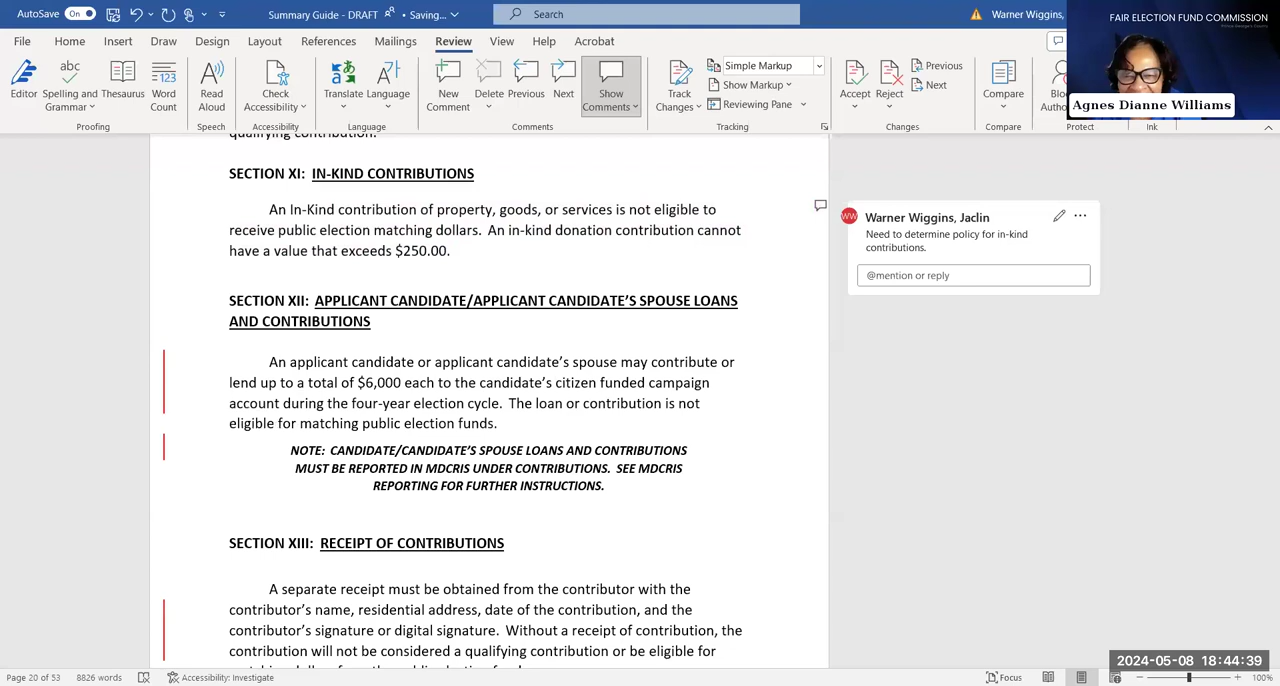 AutoSave On Summary Guide - DRAFT • Saving... Search Warner Wiggins,
FAIR ELECTION FUND COMMISSION
File Home Insert Draw Design Layout References Mailings Review View Help Acrobat
Editor Spelling and Grammar Thesaurus Word Count Read Aloud Check Accessibility Translate Language New Comment Delete Previous Next Show Comments Track Changes
Simple Markup
Show Markup
Reviewing Pane
Accept Reject Previous
Next
Compare
Agnes Dianne Williams
Proofing Speech Accessibility Language Comments Tracking Changes Compare Protect Ink
qualifying contribution.
SECTION XI: IN-KIND CONTRIBUTIONS
An In-Kind contribution of property, goods, or services is not eligible to
receive public election matching dollars. An in-kind donation contribution cannot
have a value that exceeds $250.00.
WW Warner Wiggins, Jaclin
Need to determine policy for in-kind
contributions.
@mention or reply
SECTION XII: APPLICANT CANDIDATE/APPLICANT CANDIDATE'S SPOUSE LOANS
AND CONTRIBUTIONS
An applicant candidate or applicant candidate's spouse may contribute or
lend up to a total of $6,000 each to the candidate's citizen funded campaign
account during the four-year election cycle. The loan or contribution is not
eligible for matching public election funds.
NOTE: CANDIDATE/CANDIDATE'S SPOUSE LOANS AND CONTRIBUTIONS
MUST BE REPORTED IN MDCRIS UNDER CONTRIBUTIONS. SEE MDCRIS
REPORTING FOR FURTHER INSTRUCTIONS.
SECTION XIII: RECEIPT OF CONTRIBUTIONS
A separate receipt must be obtained from the contributor with the
contributor's name, residential address, date of the contribution, and the
contributor's signature or digital signature. Without a receipt of contribution, the
contribution will not be considered a qualifying contribution or be eligible for
2024-05-08 18:44:39
Page 20 of 53 8826 words Accessibility: Investigate Focus 100%